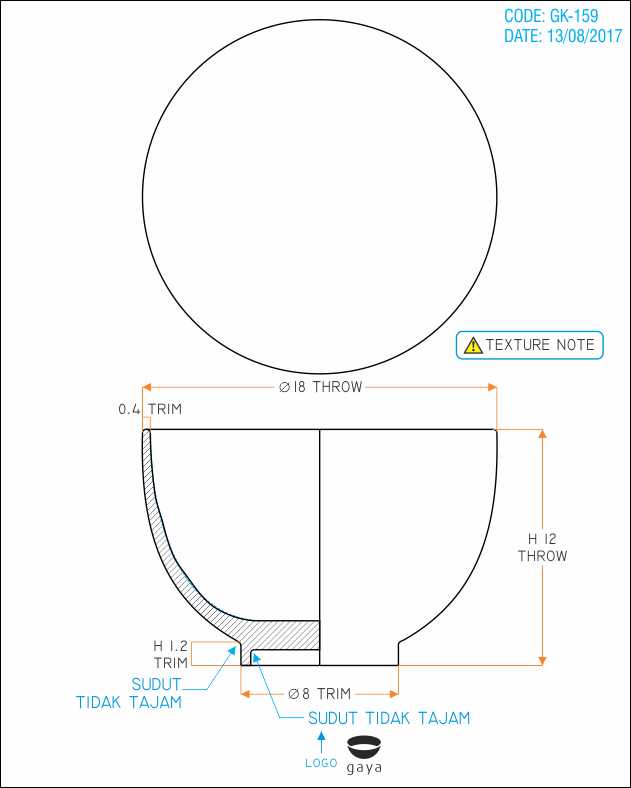 CODE: GK-159
DATE: 13/08/2017
TEXTURE NOTE
⌀18 THROW
0.4 TRIM
H 12
THROW
H 1.2
TRIM
SUDUT
TIDAK TAJAM
⌀8 TRIM
SUDUT TIDAK TAJAM
LOGO
gaya